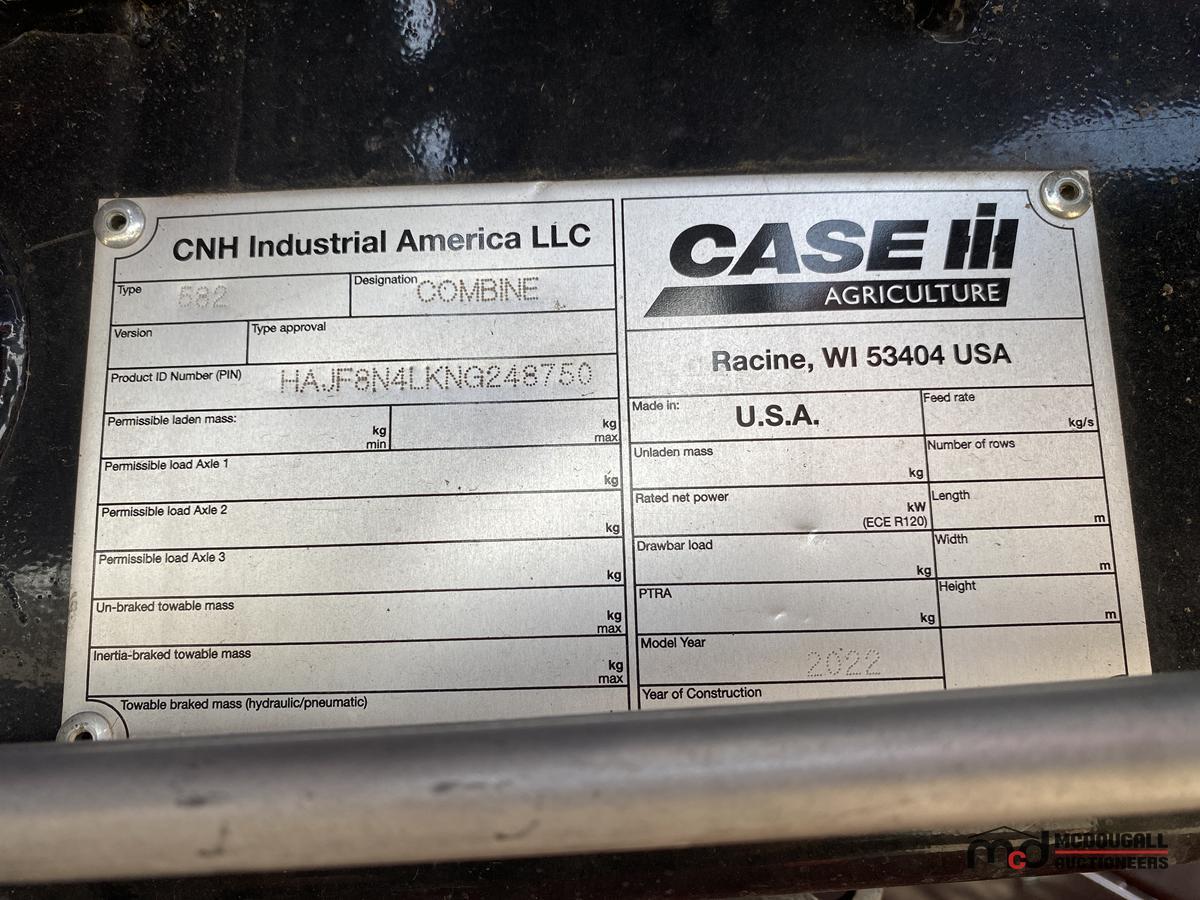 CNH Industrial America LLC
Type 582 Designation COMBINE
Version Type approval
Product ID Number (PIN) HAJF8N4LKNG248750
Permissible laden mass: kg min kg max
Permissible load Axle 1 kg
Permissible load Axle 2 kg
Permissible load Axle 3 kg
Un-braked towable mass kg max
Inertia-braked towable mass kg max
Towable braked mass (hydraulic/pneumatic)
CASE IH
AGRICULTURE
Racine, WI 53404 USA
Made in: U.S.A. Feed rate kg/s
Unladen mass kg Number of rows
Rated net power kW (ECE R120) Length m
Drawbar load kg Width m
PTRA kg Height m
Model Year 2022
Year of Construction
mcd MCDOUGALL
AUCTIONEERS